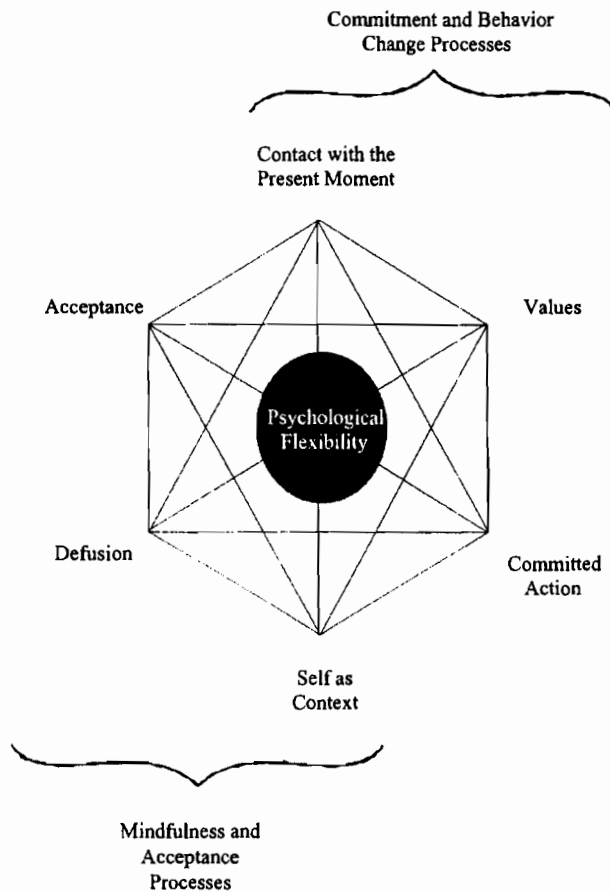 Commitment and Behavior
Change Processes
Contact with the
Present Moment
Acceptance
Values
Psychological
Flexibility
Defusion
Committed
Action
Self as
Context
Mindfulness and
Acceptance
Processes